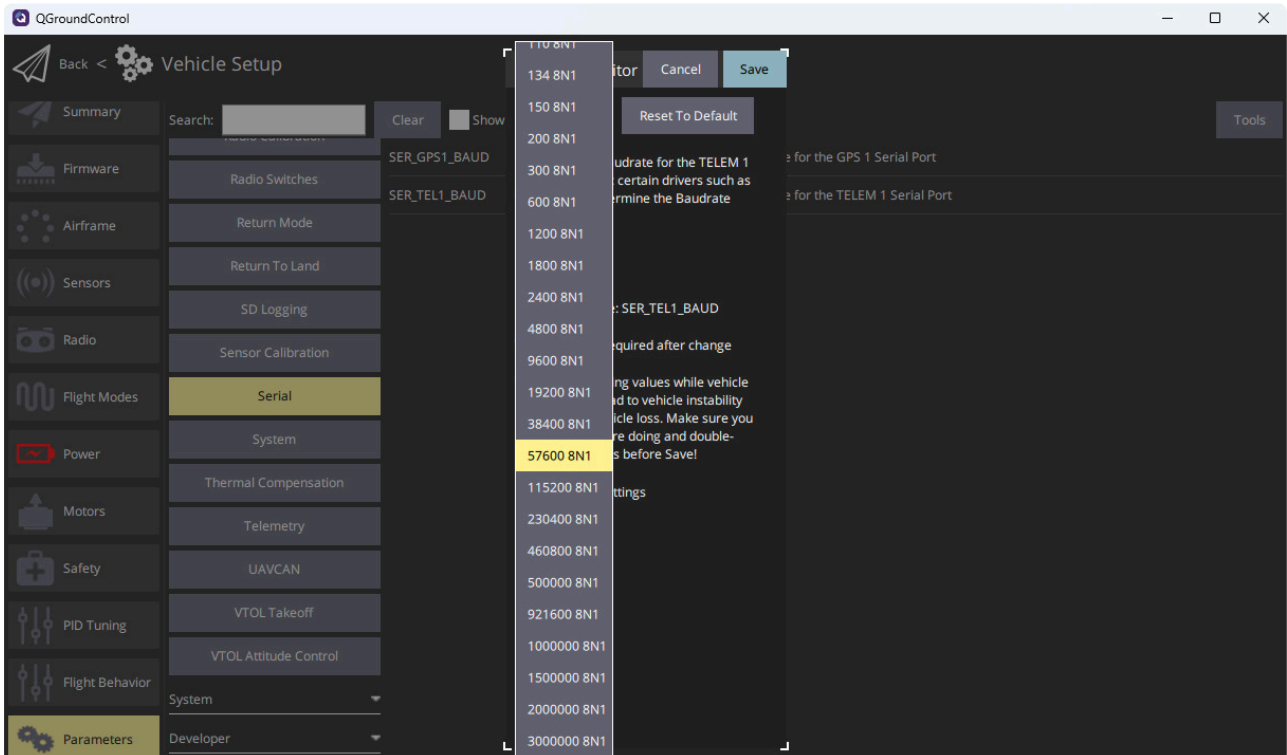 QGroundControl
Back < Vehicle Setup
Summary
Firmware
Airframe
Sensors
Radio
Flight Modes
Power
Motors
Safety
PID Tuning
Flight Behavior
Parameters
Search:
Clear
Show
Tools
Radio Switches
Return Mode
Return To Land
SD Logging
Sensor Calibration
Serial
System
Thermal Compensation
Telemetry
UAVCAN
VTOL Takeoff
VTOL Attitude Control
System
Developer
SER_GPS1_BAUD
SER_TEL1_BAUD
110 8N1
134 8N1
150 8N1
200 8N1
300 8N1
600 8N1
1200 8N1
1800 8N1
2400 8N1
4800 8N1
9600 8N1
19200 8N1
38400 8N1
57600 8N1
115200 8N1
230400 8N1
460800 8N1
500000 8N1
921600 8N1
1000000 8N1
1500000 8N1
2000000 8N1
3000000 8N1
itor
Cancel
Save
Reset To Default
udrate for the TELEM 1
certain drivers such as
ermine the Baudrate
: SER_TEL1_BAUD
equired after change
ng values while vehicle
d to vehicle instability
icle loss. Make sure you
re doing and double-
s before Save!
ttings
e for the GPS 1 Serial Port
e for the TELEM 1 Serial Port